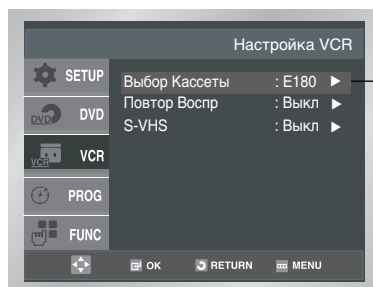 Настройка VCR
SETUP
Выбор Кассеты : E180 ►
DVD DVD
Повтор Воспр : Выкл ►
S-VHS : Выкл ►
VCR VCR
PROG
FUNC
OK RETURN MENU